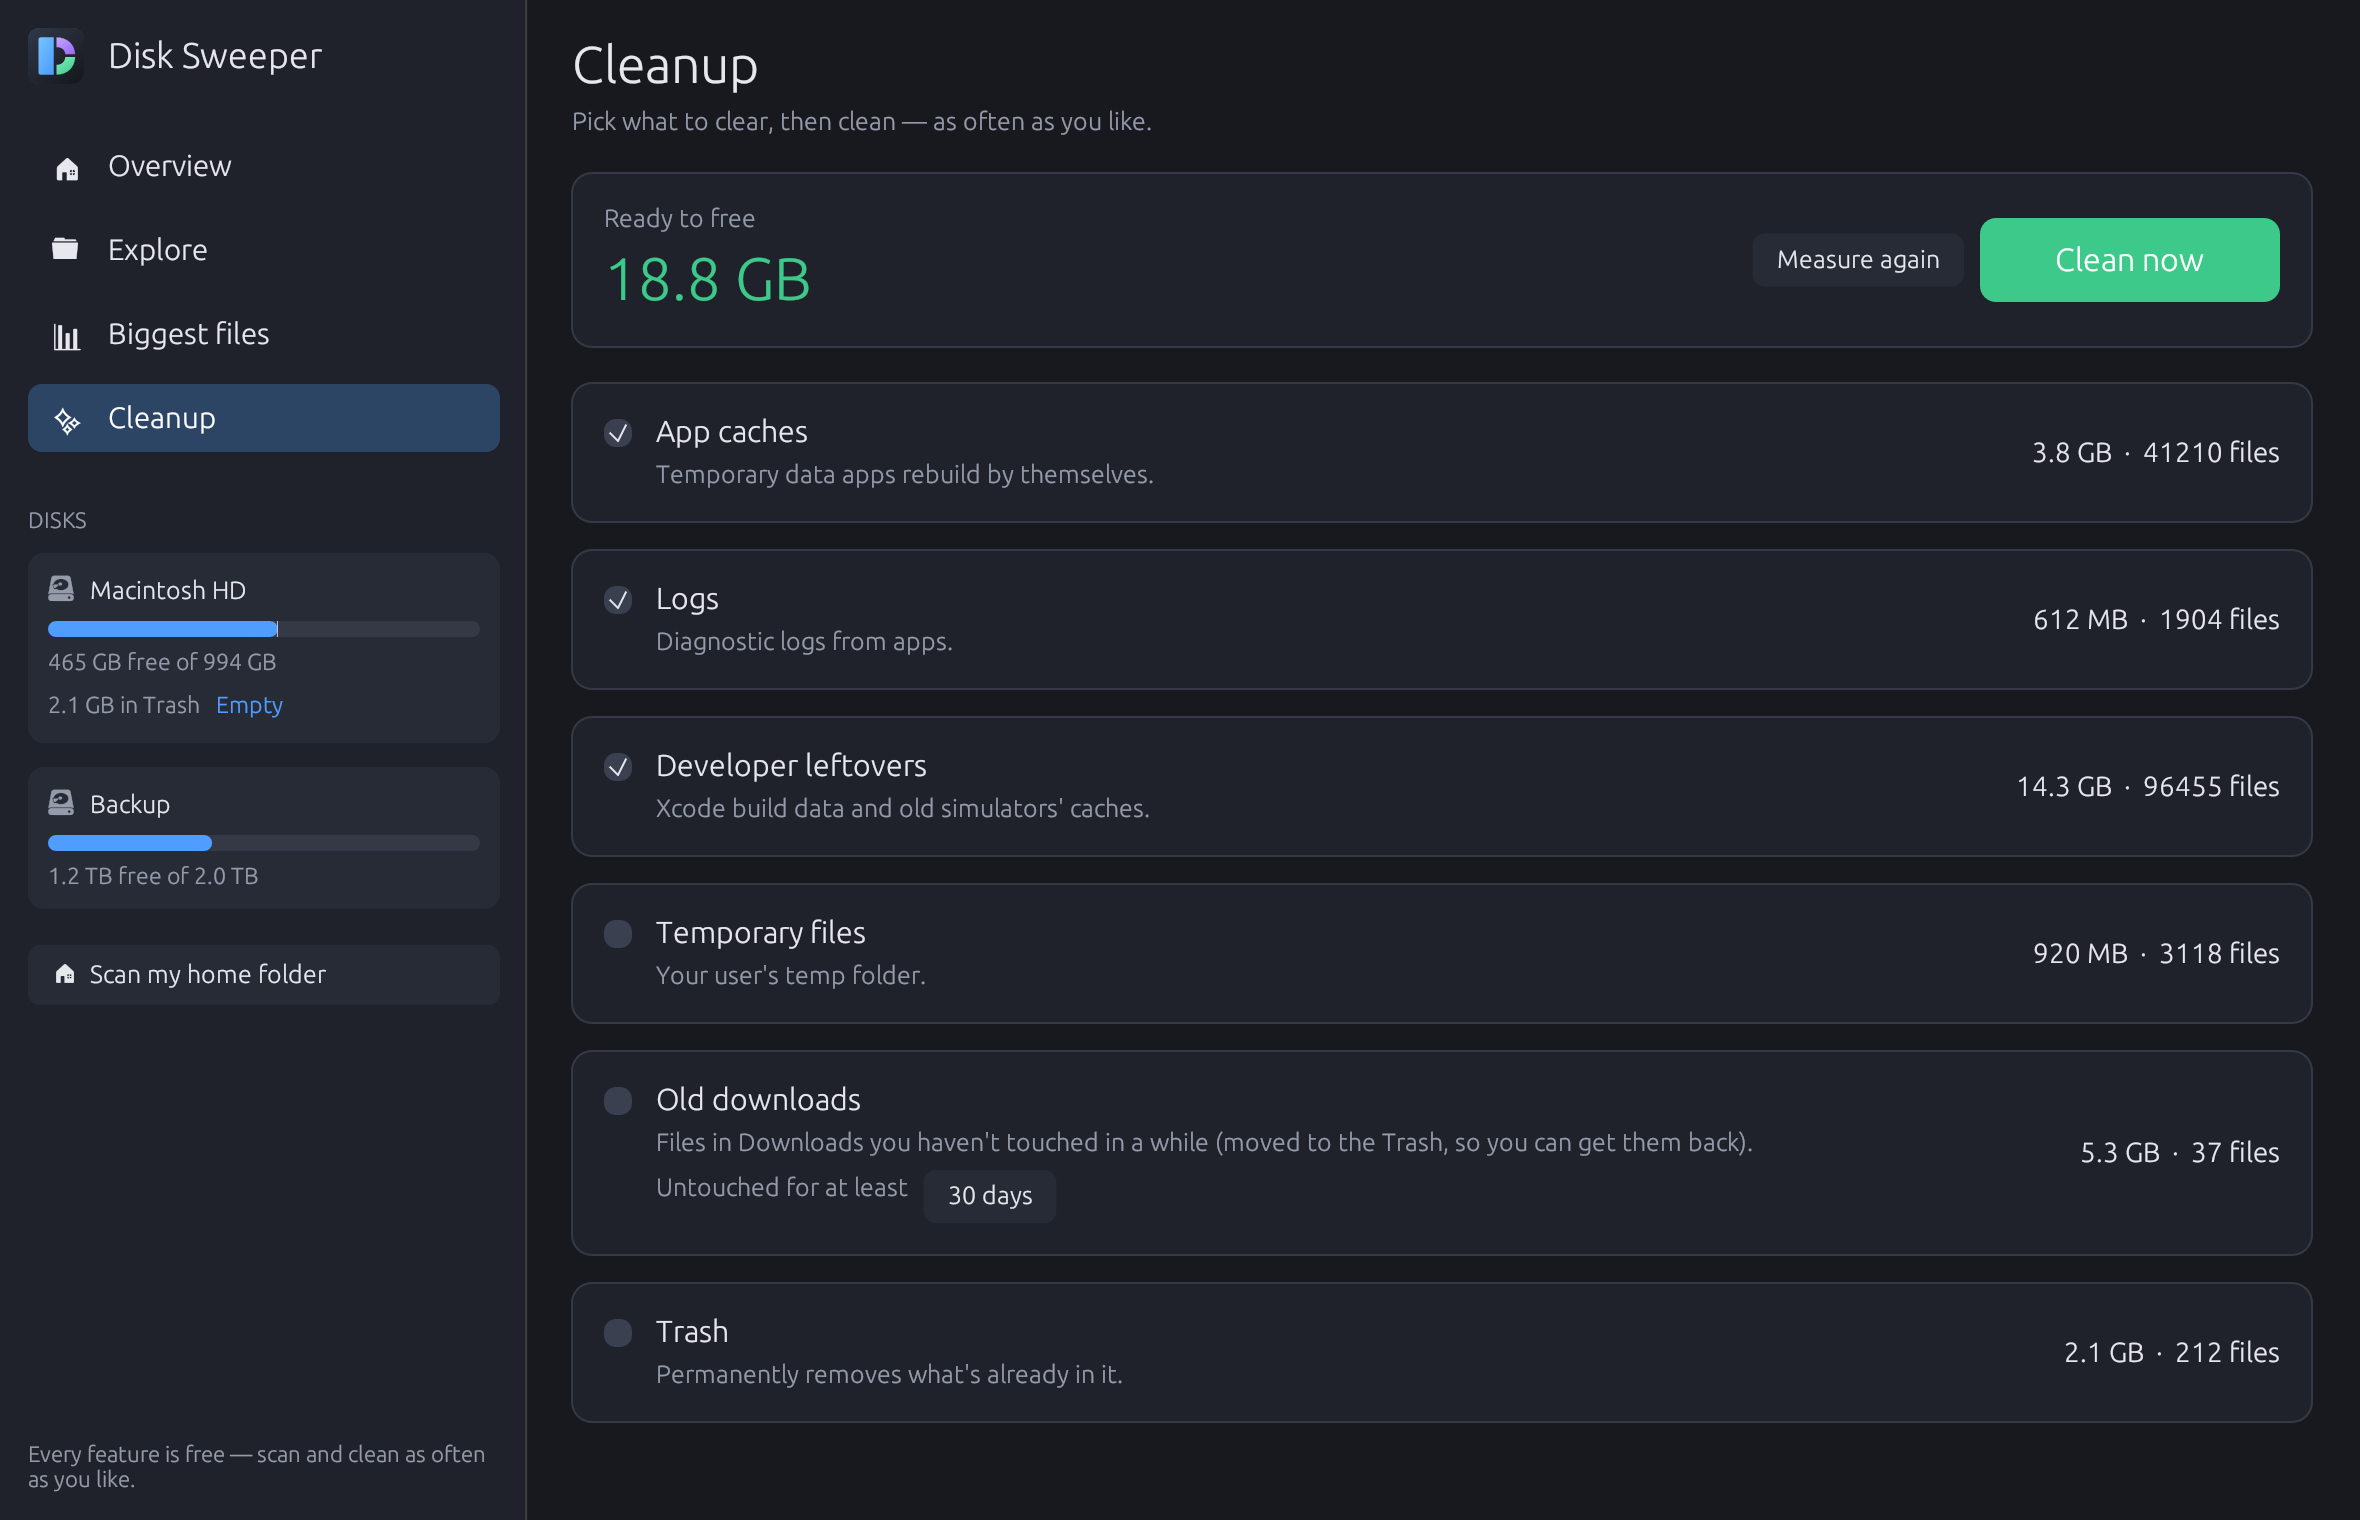 Disk Sweeper
Overview
Explore
Biggest files
Cleanup
DISKS
Macintosh HD
465 GB free of 994 GB
2.1 GB in Trash Empty
Backup
1.2 TB free of 2.0 TB
Scan my home folder
Every feature is free — scan and clean as often
as you like.
Cleanup
Pick what to clear, then clean — as often as you like.
Ready to free
18.8 GB
Measure again
Clean now
App caches
Temporary data apps rebuild by themselves.
3.8 GB · 41210 files
Logs
Diagnostic logs from apps.
612 MB · 1904 files
Developer leftovers
Xcode build data and old simulators' caches.
14.3 GB · 96455 files
Temporary files
Your user's temp folder.
920 MB · 3118 files
Old downloads
Files in Downloads you haven't touched in a while (moved to the Trash, so you can get them back).
Untouched for at least 30 days
5.3 GB · 37 files
Trash
Permanently removes what's already in it.
2.1 GB · 212 files